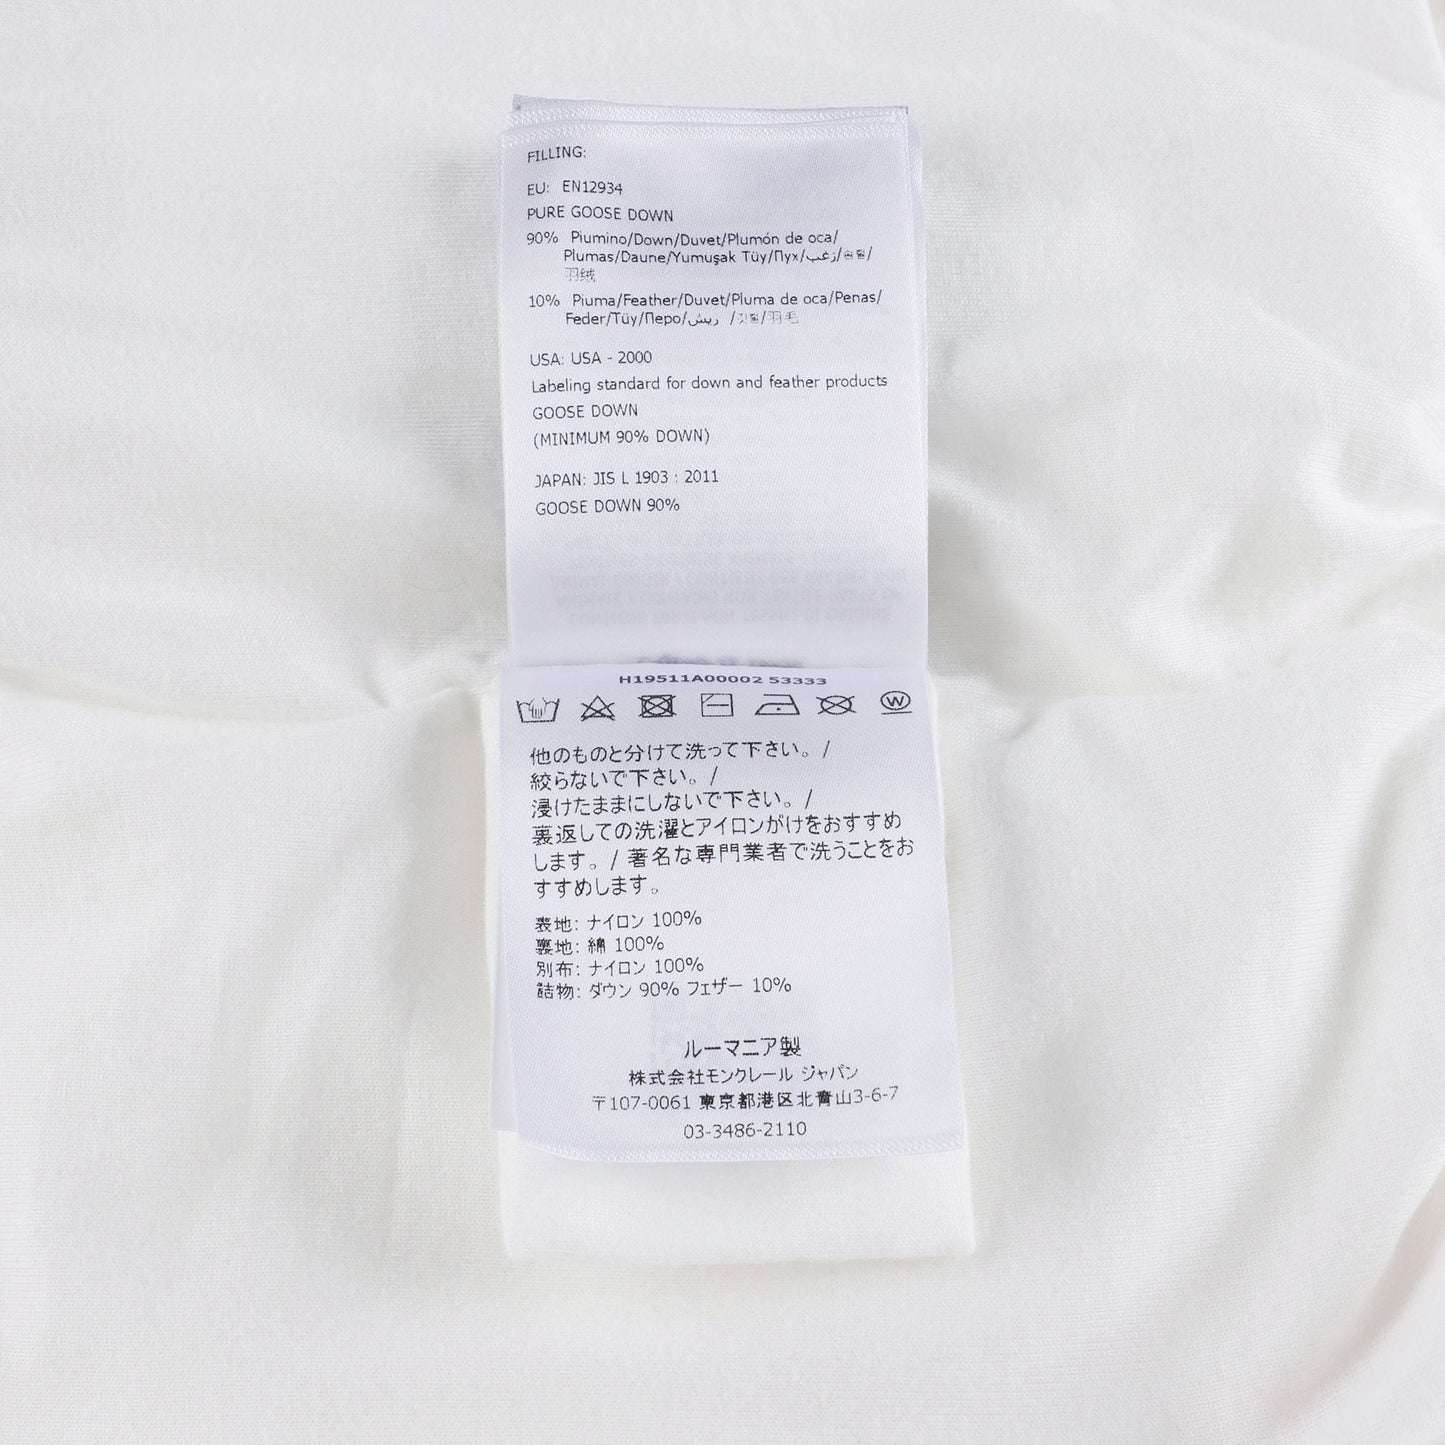 FILLING:
EU: EN12934
PURE GOOSE DOWN
90% Piumino/Down/Duvet/Plumón de oca/
Plumas/Daune/Yumuşak Tüy/Пух/زغب/솜털/
羽绒
10% Piuma/Feather/Duvet/Pluma de oca/Penas/
Feder/Tüy/Перо/ريش /깃털/羽毛
USA: USA - 2000
Labeling standard for down and feather products
GOOSE DOWN
(MINIMUM 90% DOWN)
JAPAN: JIS L 1903 : 2011
GOOSE DOWN 90%
H19511A00002 53333
W
他のものと分けて洗って下さい。/
絞らないで下さい。/
浸けたままにしないで下さい。/
裏返しての洗濯とアイロンがけをおすすめ
します。/ 著名な専門業者で洗うことをお
すすめします。
表地: ナイロン 100%
裏地: 綿 100%
別布: ナイロン 100%
詰物: ダウン 90% フェザー 10%
ルーマニア製
株式会社モンクレール ジャパン
〒107-0061 東京都港区北青山3-6-7
03-3486-2110